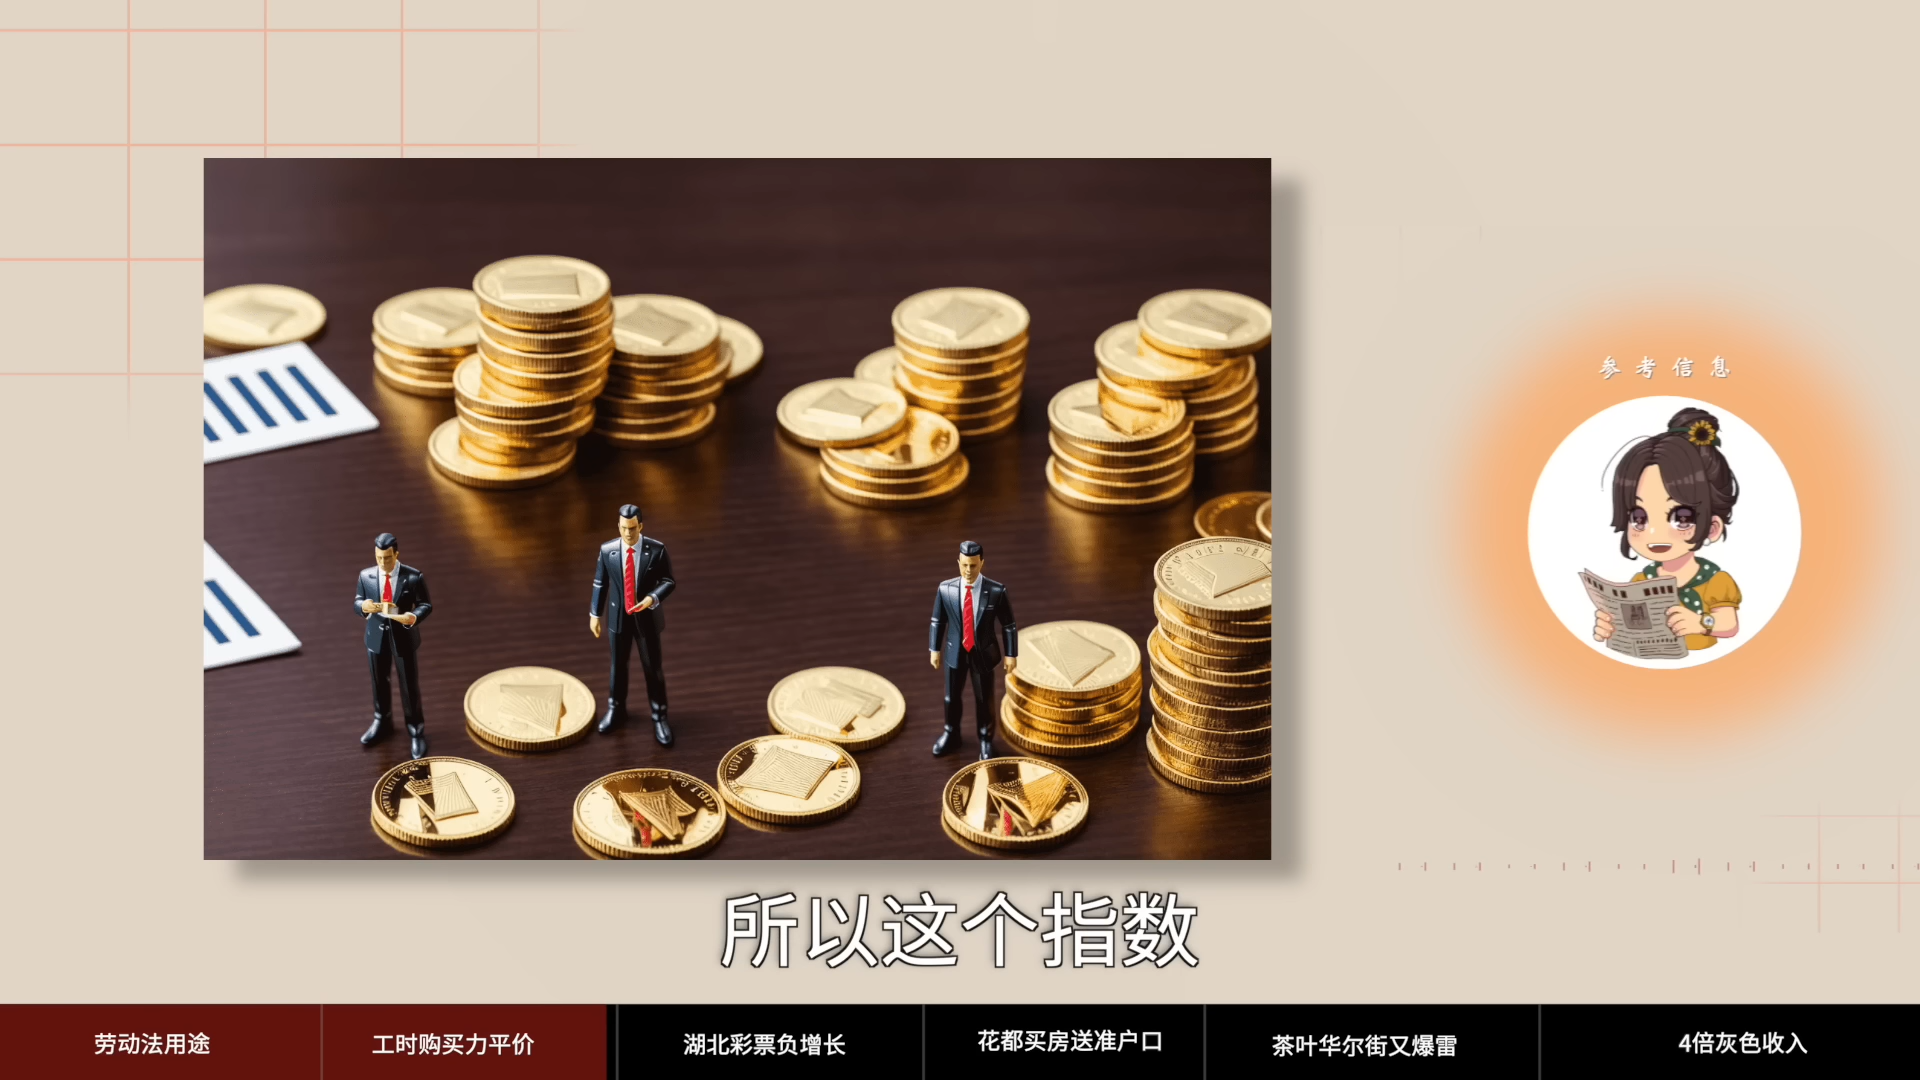 参考信息
所以这个指数
劳动法用途
工时购买力平价
湖北彩票负增长
花都买房送准户口
茶叶华尔街又爆雷
4倍灰色收入